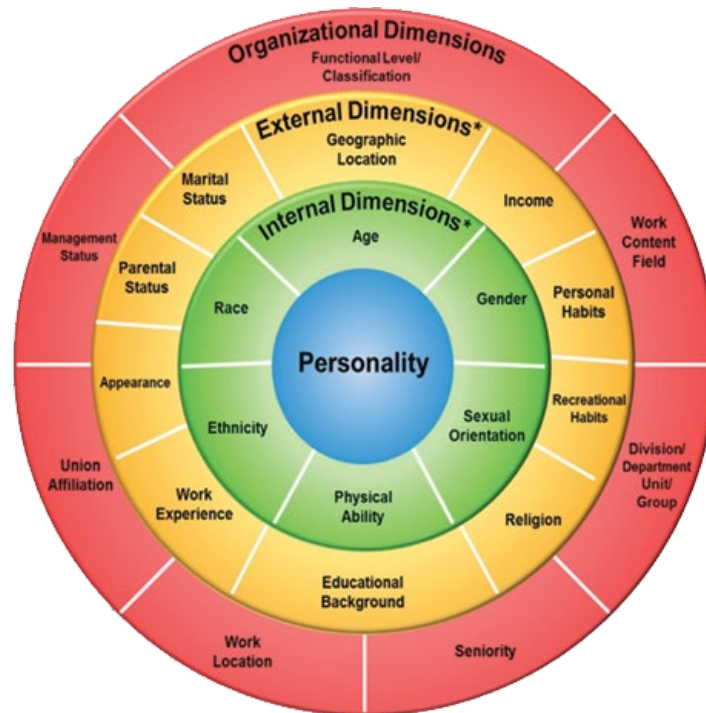 Organizational Dimensions
Functional Level/
Classification
External Dimensions*
Geographic
Location
Internal Dimensions*
Age
Personality
Gender
Sexual
Orientation
Physical
Ability
Ethnicity
Race
Income
Personal
Habits
Recreational
Habits
Religion
Educational
Background
Work
Experience
Appearance
Parental
Status
Marital
Status
Work
Content
Field
Division/
Department
Unit/
Group
Seniority
Work
Location
Union
Affiliation
Management
Status